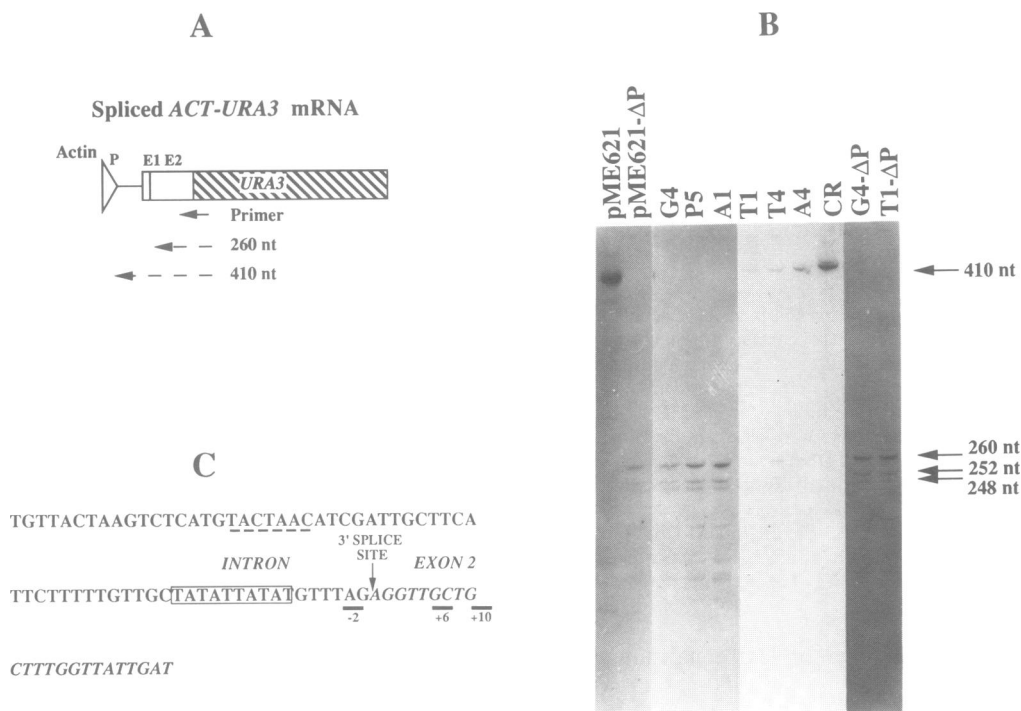 A
Spliced ACT-URA3 mRNA
Actin
P
E1
E2
URA3
Primer
260 nt
410 nt
B
pME621
pME621-ΔP
G4
P5
A1
T1
T4
A4
CR
G4-ΔP
T1-ΔP
410 nt
260 nt
252 nt
248 nt
C
TGTTACTAAGTCTCATGTACTAACATCGATTGCTTCA
3' SPLICE
SITE
INTRON
EXON 2
TTCTTTTTGTTGCTATATTATATGTTTAGAGGTTGCTG
-2
+6
+10
CTTTGGTTATTGAT